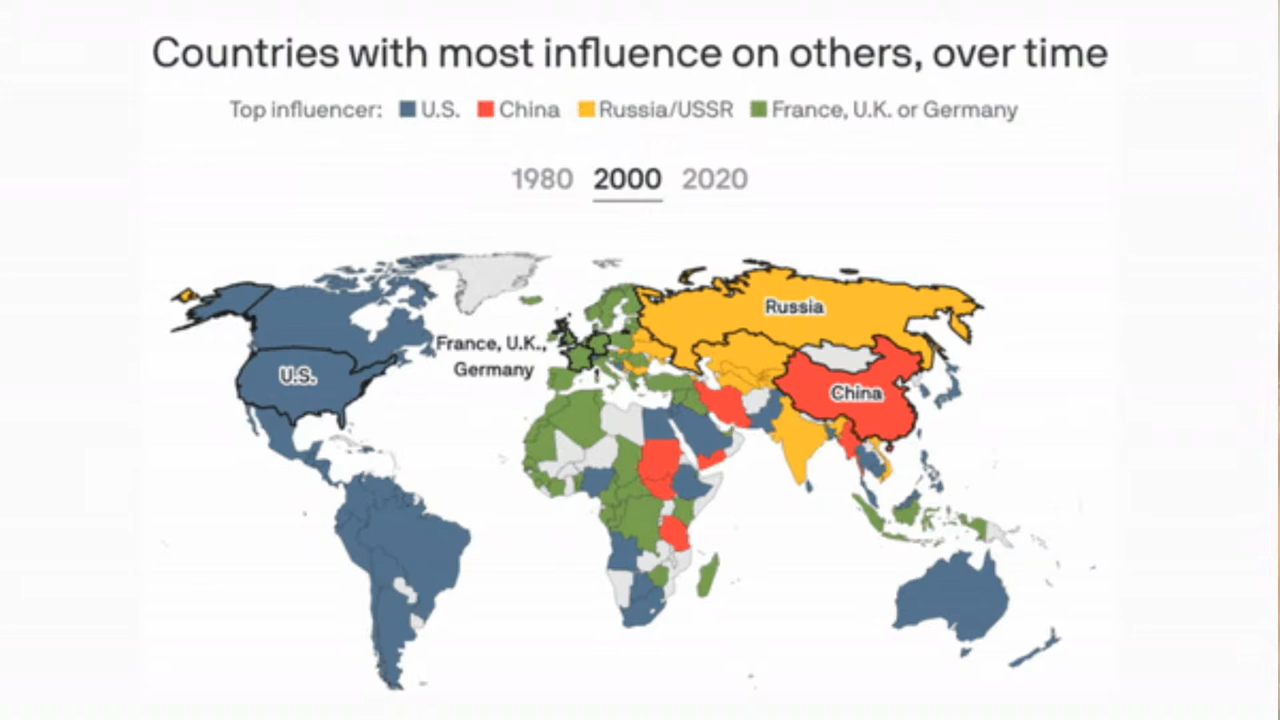 Countries with most influence on others, over time
Top influencer: U.S. China Russia/USSR France, U.K. or Germany
1980 2000 2020
Russia
France, U.K.,
Germany
U.S.
China